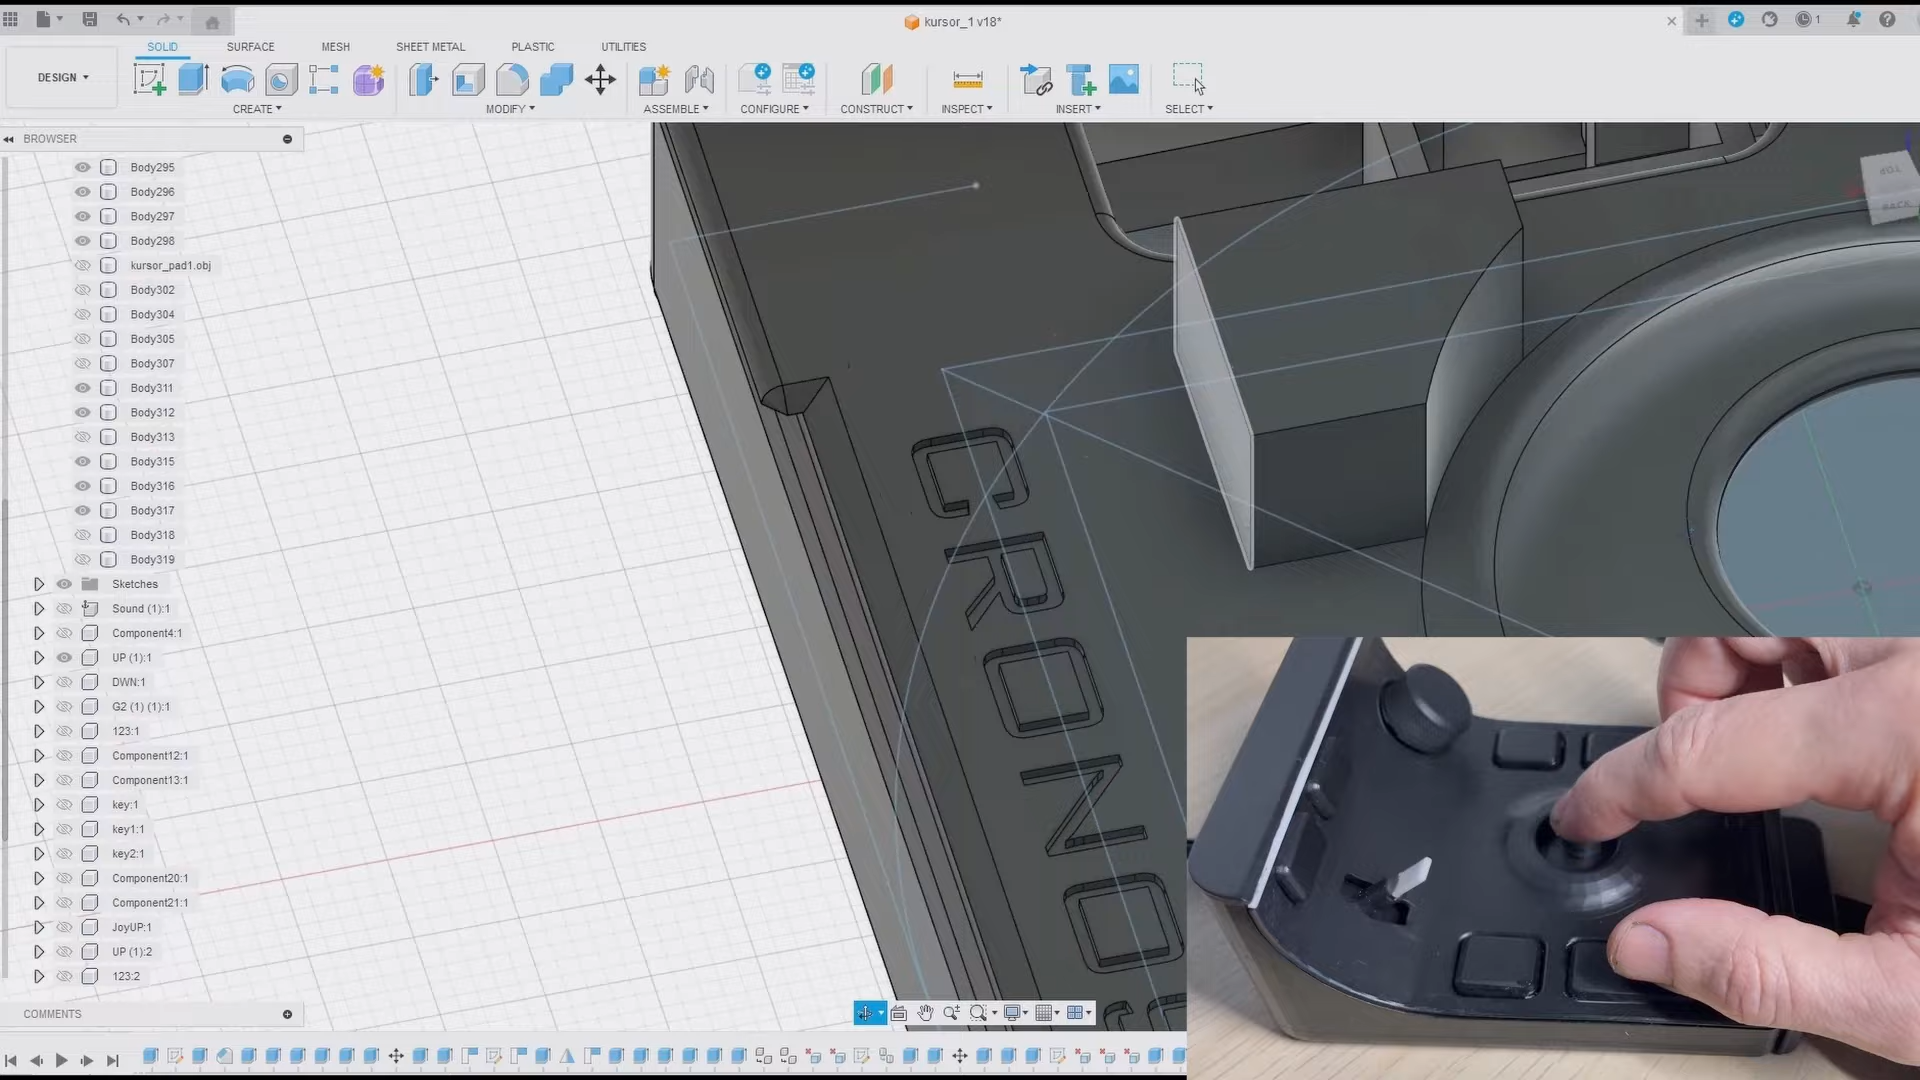 kursor_1 v18*
1
SOLID SURFACE MESH SHEET METAL PLASTIC UTILITIES
DESIGN
CREATE MODIFY ASSEMBLE CONFIGURE CONSTRUCT INSPECT INSERT SELECT
BROWSER
Body295
Body296
Body297
Body298
kursor_pad1.obj
Body302
Body304
Body305
Body307
Body311
Body312
Body313
Body315
Body316
Body317
Body318
Body319
Sketches
Sound (1):1
Component4:1
UP (1):1
DWN:1
G2 (1) (1):1
123:1
Component12:1
Component13:1
key:1
key1:1
key2:1
Component20:1
Component21:1
JoyUP:1
UP (1):2
123:2
COMMENTS
TOP
BACK
CRONO